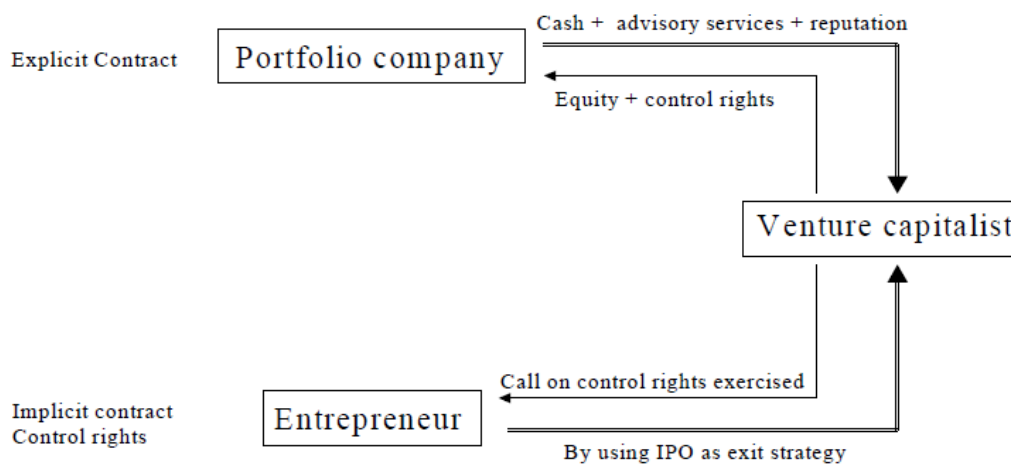 Cash + advisory services + reputation
Explicit Contract
Portfolio company
Equity + control rights
Venture capitalist
Call on control rights exercised
Implicit contract
Control rights
Entrepreneur
By using IPO as exit strategy